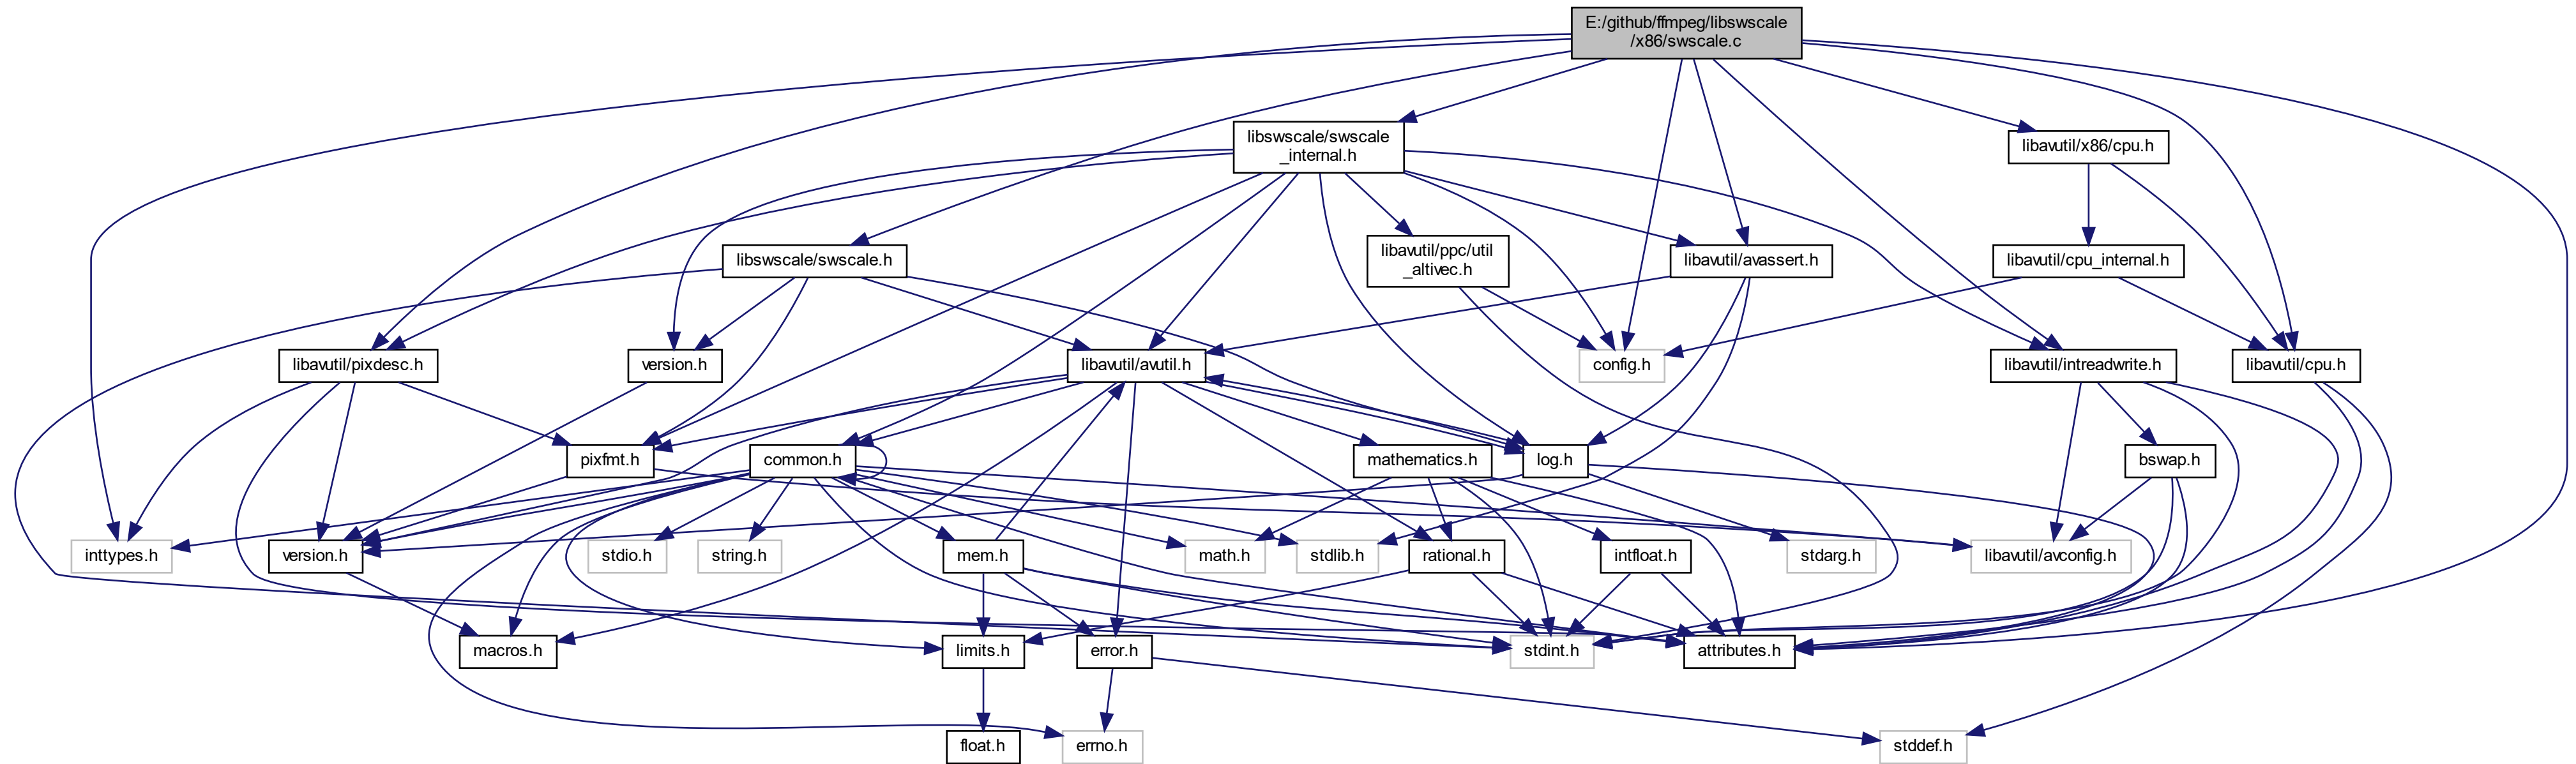 E:/github/ffmpeg/libswscale
/x86/swscale.c
libswscale/swscale
_internal.h
libavutil/x86/cpu.h
libswscale/swscale.h
libavutil/ppc/util
_altivec.h
libavutil/avassert.h
libavutil/cpu_internal.h
libavutil/pixdesc.h
version.h
libavutil/avutil.h
config.h
libavutil/intreadwrite.h
libavutil/cpu.h
pixfmt.h
common.h
mathematics.h
log.h
bswap.h
inttypes.h
version.h
stdio.h
string.h
mem.h
math.h
stdlib.h
rational.h
intfloat.h
stdarg.h
libavutil/avconfig.h
macros.h
limits.h
error.h
stdint.h
attributes.h
float.h
errno.h
stddef.h